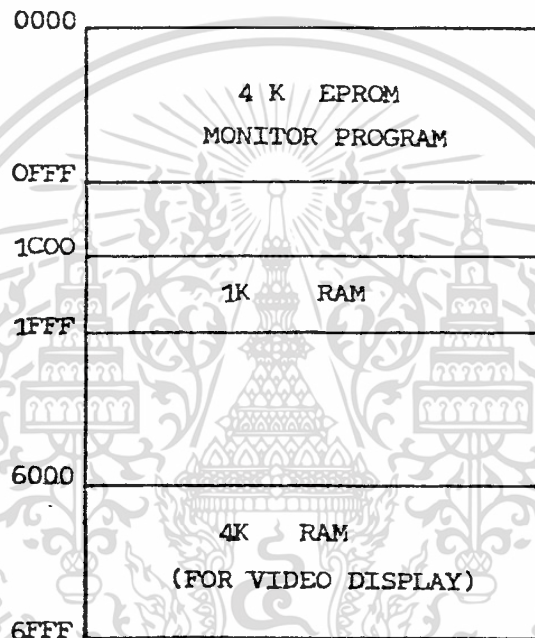 0000
4 K EPROM
MONITOR PROGRAM
0FFF
1C00
1K RAM
1FFF
6000
4K RAM
(FOR VIDEO DISPLAY)
6FFF